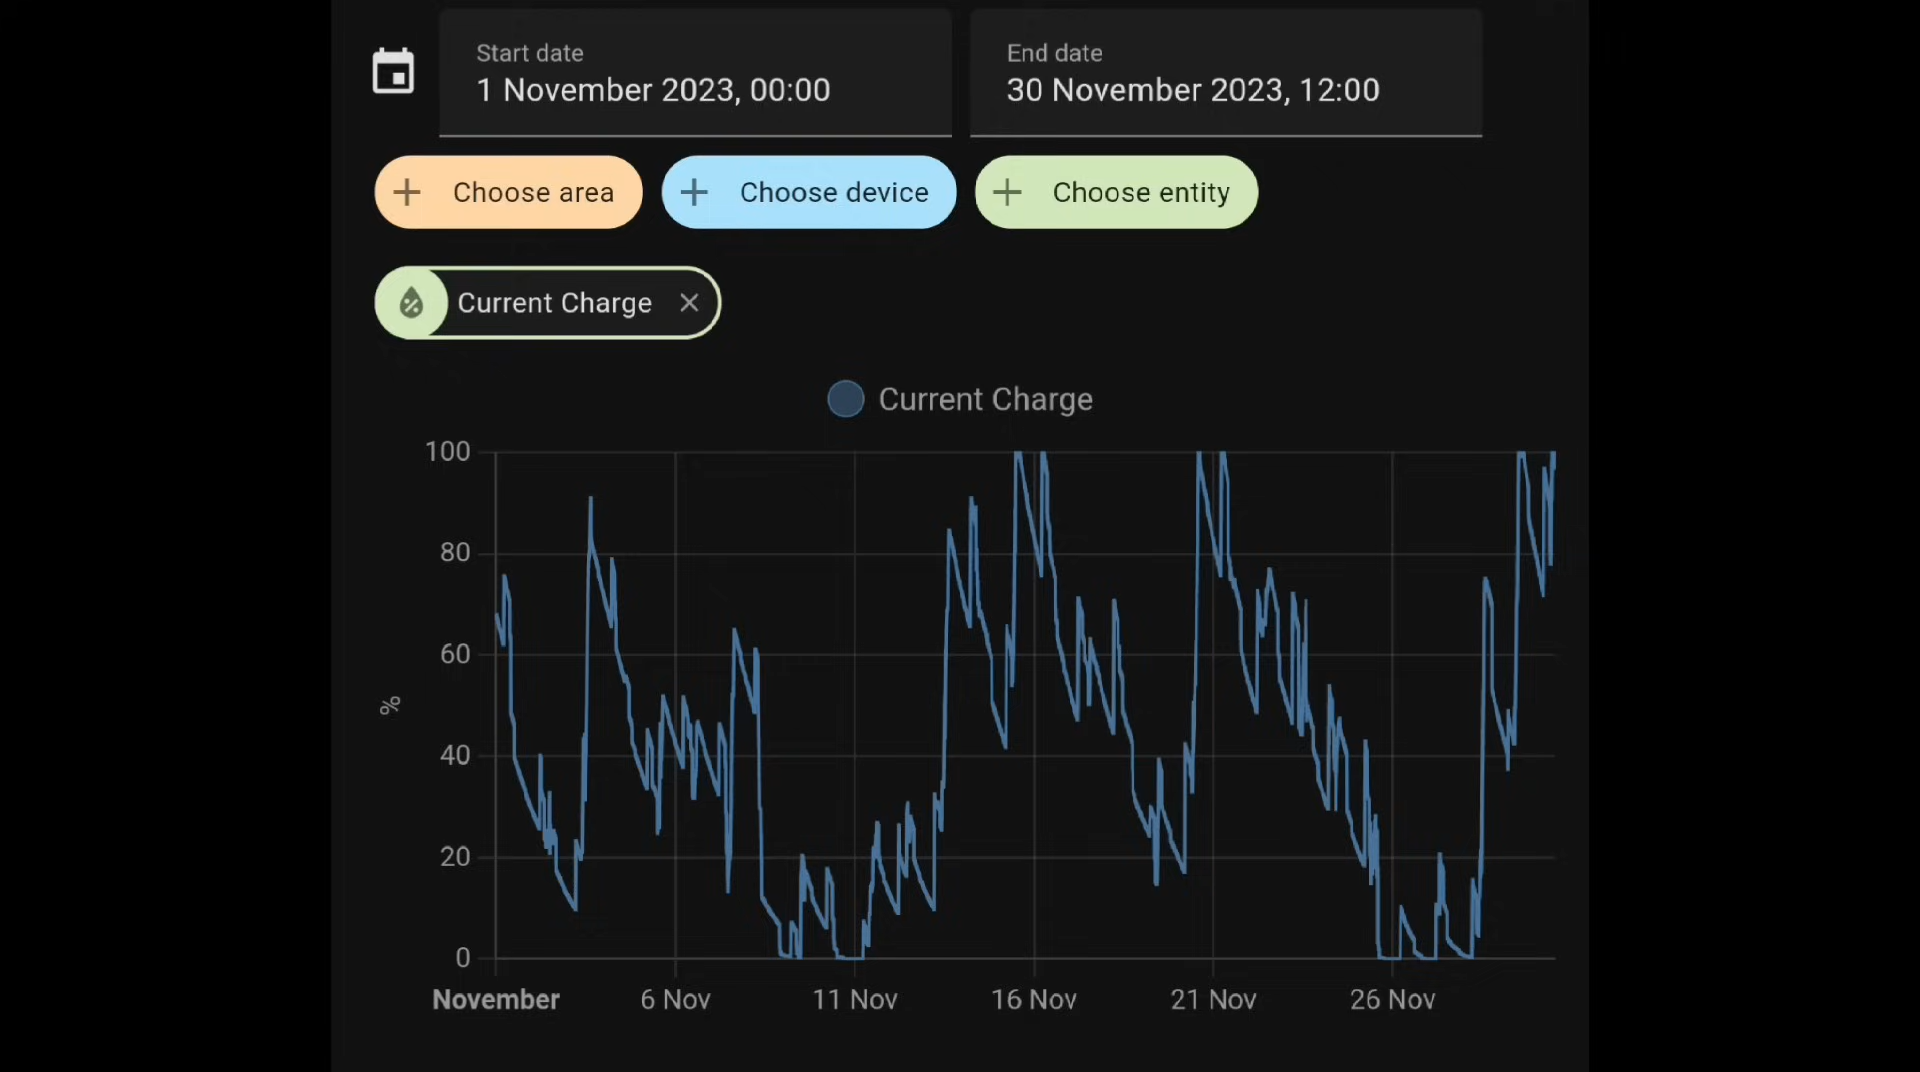 Start date
End date
1 November 2023, 00:00
30 November 2023, 12:00
Choose area
Choose device
Choose entity
Current Charge
Current Charge
100
80
60
%
40
20
0
November
6 Nov
11 Nov
16 Nov
21 Nov
26 Nov